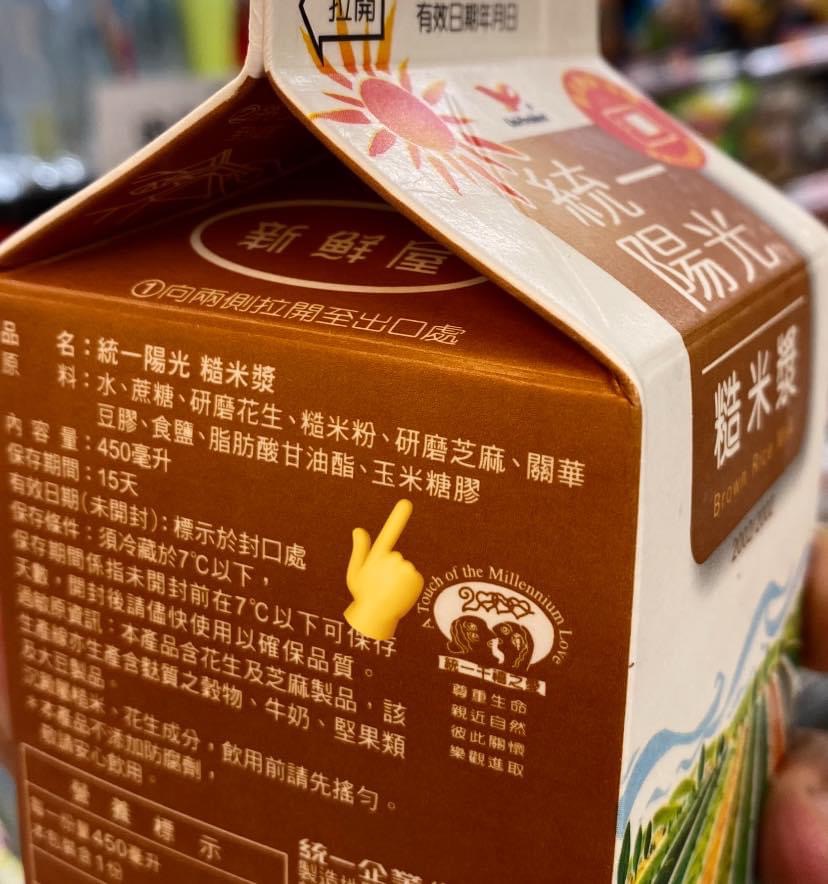 拉開
有效日期年月日
統一
陽光
糙米漿
Brown Rice
①向兩側拉開至出口處
品　　名：統一陽光 糙米漿
原　　料：水、蔗糖、研磨花生、糙米粉、研磨芝麻、關華
豆膠、食鹽、脂肪酸甘油酯、玉米糖膠
內 容 量：450毫升
保存期間：15天
有效日期(未開封)：標示於封口處
保存條件：須冷藏於7℃以下，
保存期間係指未開封前在7℃以下可保存
天數，開封後請儘快使用以確保品質。
過敏原資訊：本產品含花生及芝麻製品，該
生產線亦生產含麩質之穀物、牛奶、堅果類
及大豆製品。
糙米、花生成分，飲用前請先搖勻。
＊本產品不添加防腐劑，
敬請安心飲用。
A Touch of the Millennium Love
統一千禧之愛
尊重生命
親近自然
彼此關懷
樂觀進取
營養標示
每一份量450毫升
本包裝含1份
統一企業